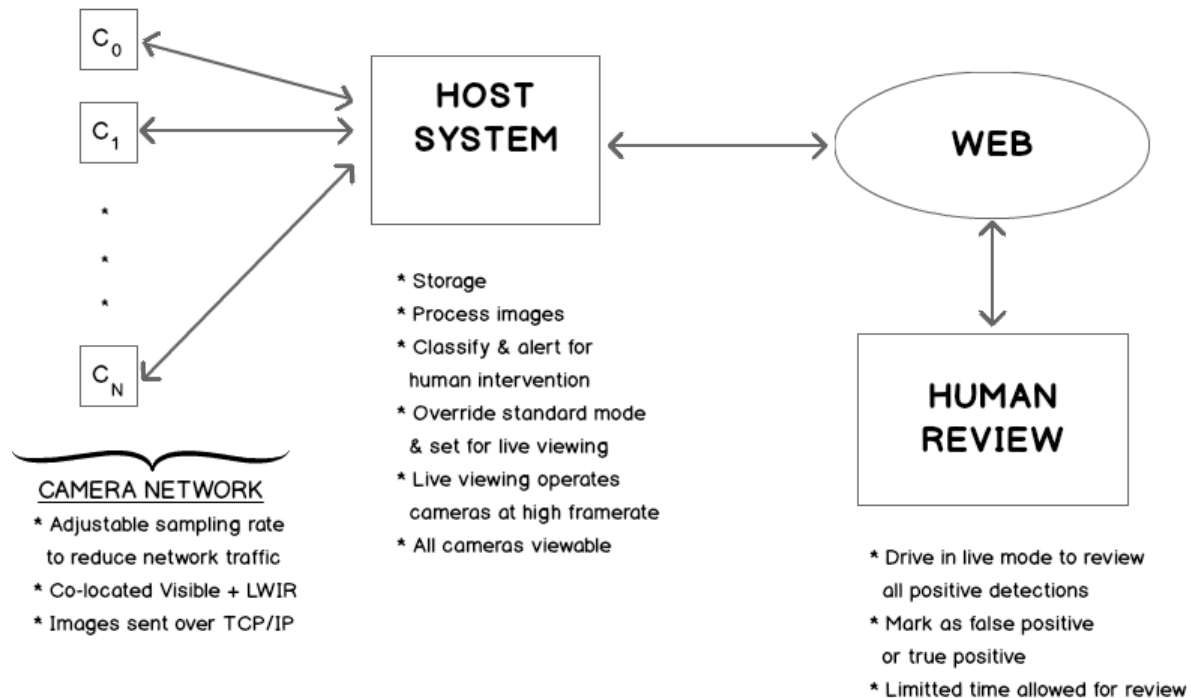 C0
C1
*
*
*
CN
CAMERA NETWORK
* Adjustable sampling rate
to reduce network traffic
* Co-located Visible + LWIR
* Images sent over TCP/IP
HOST
SYSTEM
* Storage
* Process images
* Classify & alert for
human intervention
* Override standard mode
& set for live viewing
* Live viewing operates
cameras at high framerate
* All cameras viewable
WEB
HUMAN
REVIEW
* Drive in live mode to review
all positive detections
* Mark as false positive
or true positive
* Limitted time allowed for review